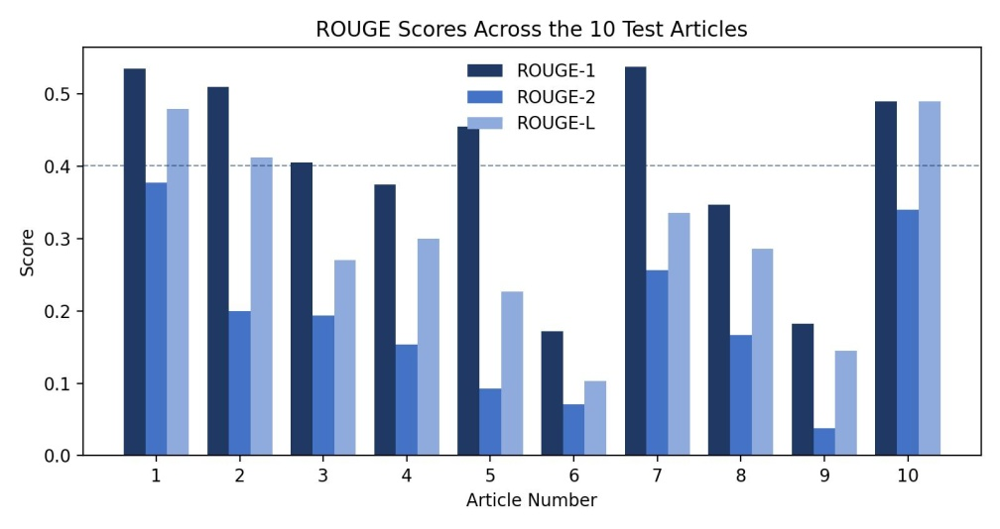 ROUGE Scores Across the 10 Test Articles
ROUGE-1
ROUGE-2
ROUGE-L
Score
0.5
0.4
0.3
0.2
0.1
0.0
1 2 3 4 5 6 7 8 9 10
Article Number